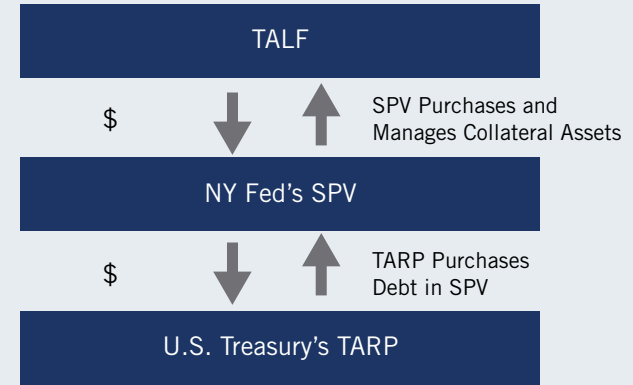 TALF
$
SPV Purchases and
Manages Collateral Assets
NY Fed's SPV
$
TARP Purchases
Debt in SPV
U.S. Treasury's TARP